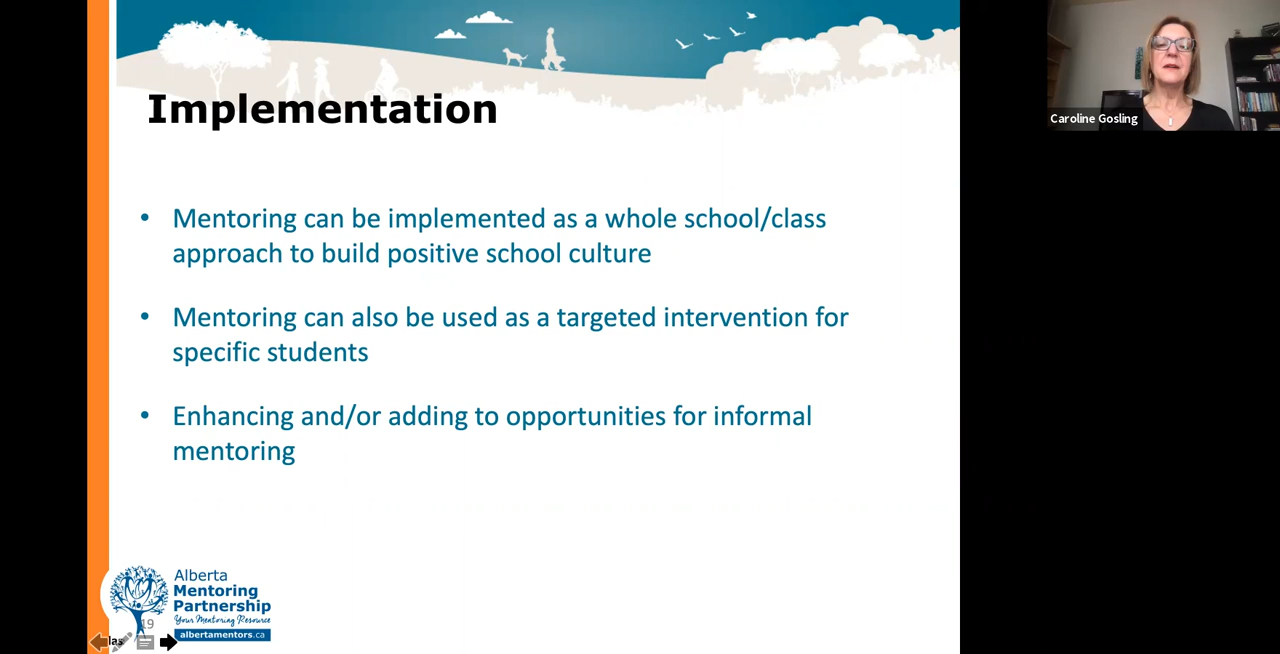 Implementation
Caroline Gosling
• Mentoring can be implemented as a whole school/class
approach to build positive school culture
• Mentoring can also be used as a targeted intervention for
specific students
• Enhancing and/or adding to opportunities for informal
mentoring
Alberta
Mentoring
Partnership
Your Mentoring Resource
albertamentors.ca
19
las